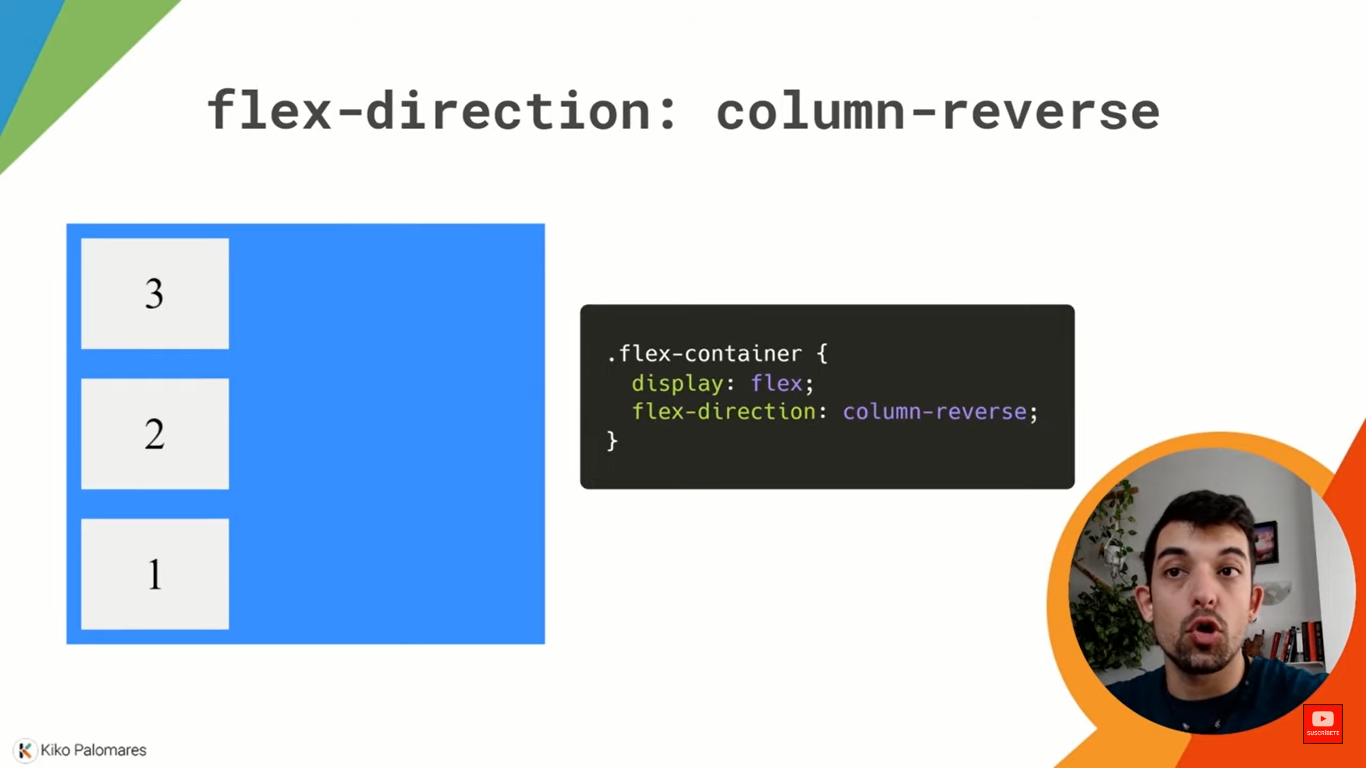 flex-direction: column-reverse
3
2
1
.flex-container {
display: flex;
flex-direction: column-reverse;
}
Kiko Palomares
SUSCRÍBETE